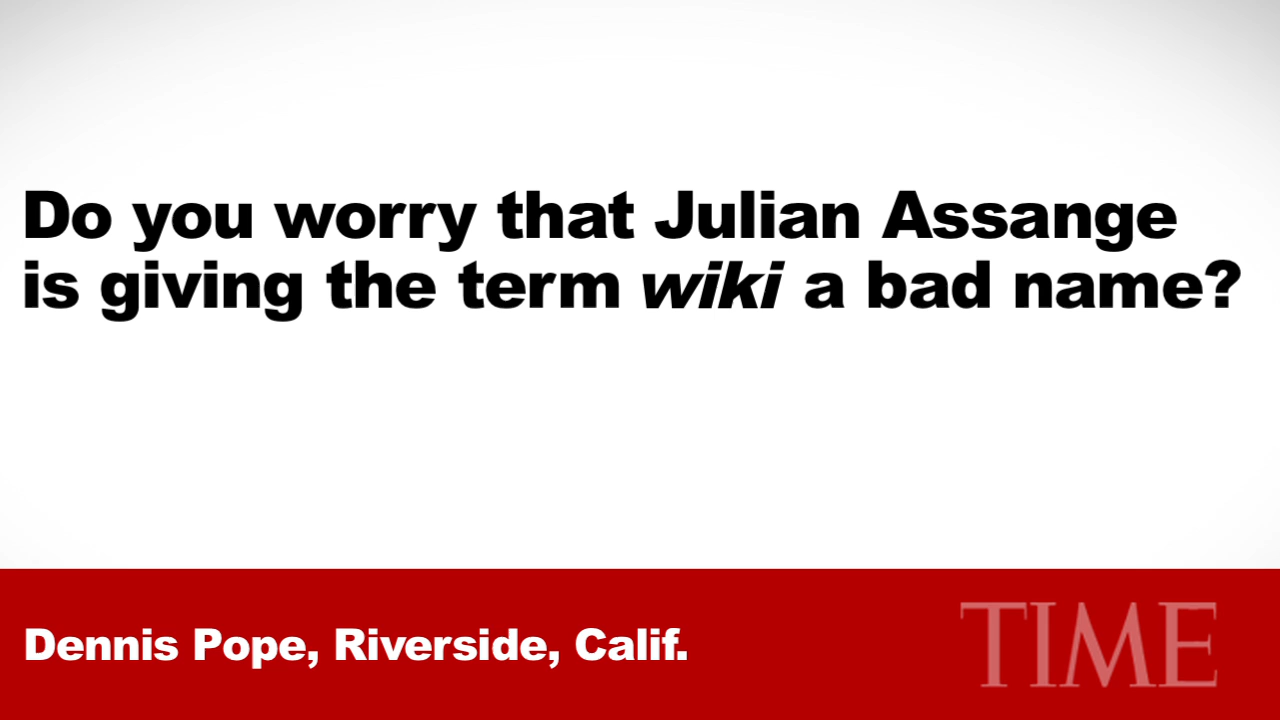 Do you worry that Julian Assange
is giving the term wiki a bad name?
Dennis Pope, Riverside, Calif.
TIME